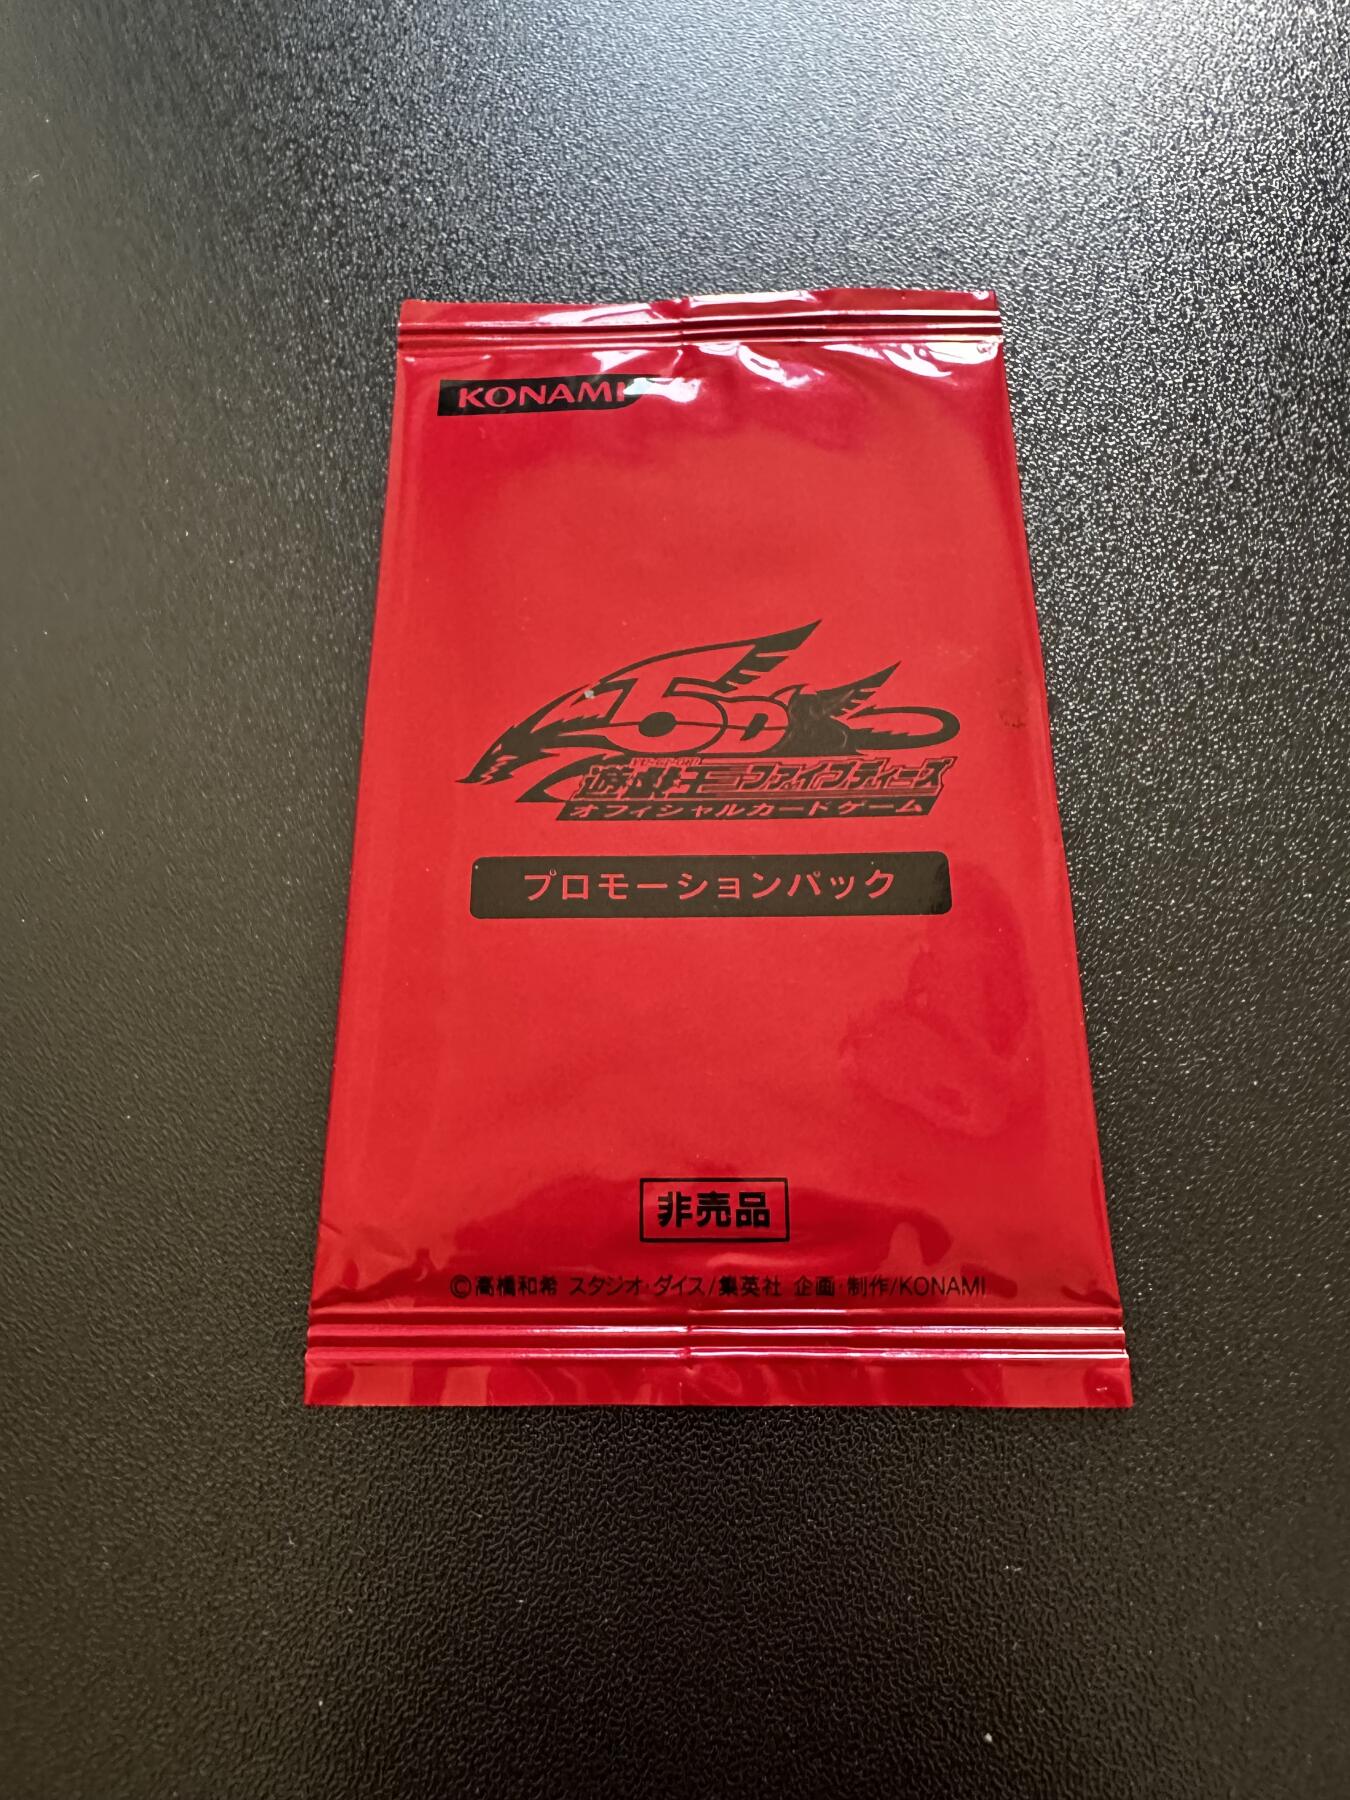 KONAMI
5D's
YU-GI-OH!
遊戯王ファイブディーズ
オフィシャルカードゲーム
プロモーションパック
非売品
©高橋和希 スタジオ・ダイス/集英社 企画・制作/KONAMI